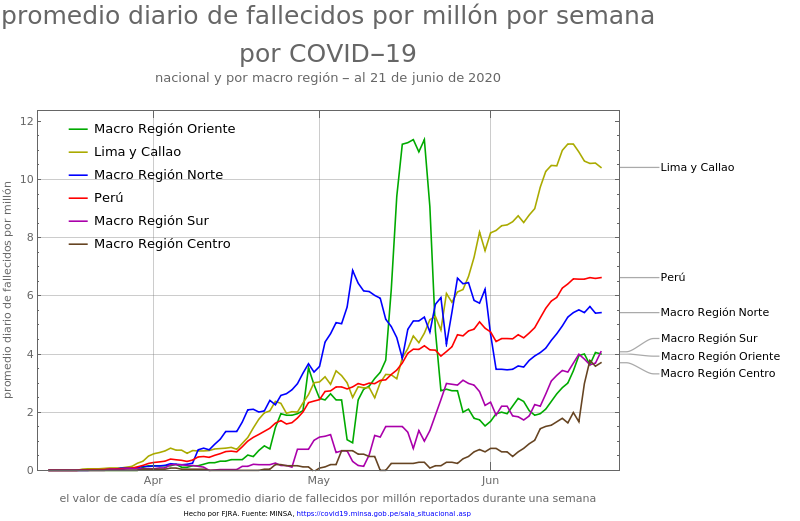 promedio diario de fallecidos por millón por semana
por COVID‒19
nacional y por macro región ‒ al 21 de junio de 2020
promedio diario de fallecidos por millón
12
10
8
6
4
2
0
Macro Región Oriente
Lima y Callao
Macro Región Norte
Perú
Macro Región Sur
Macro Región Centro
Lima y Callao
Perú
Macro Región Norte
Macro Región Sur
Macro Región Oriente
Macro Región Centro
Apr May Jun
el valor de cada día es el promedio diario de fallecidos por millón reportados durante una semana
Hecho por FJRA. Fuente: MINSA, https://covid19.minsa.gob.pe/sala_situacional.asp